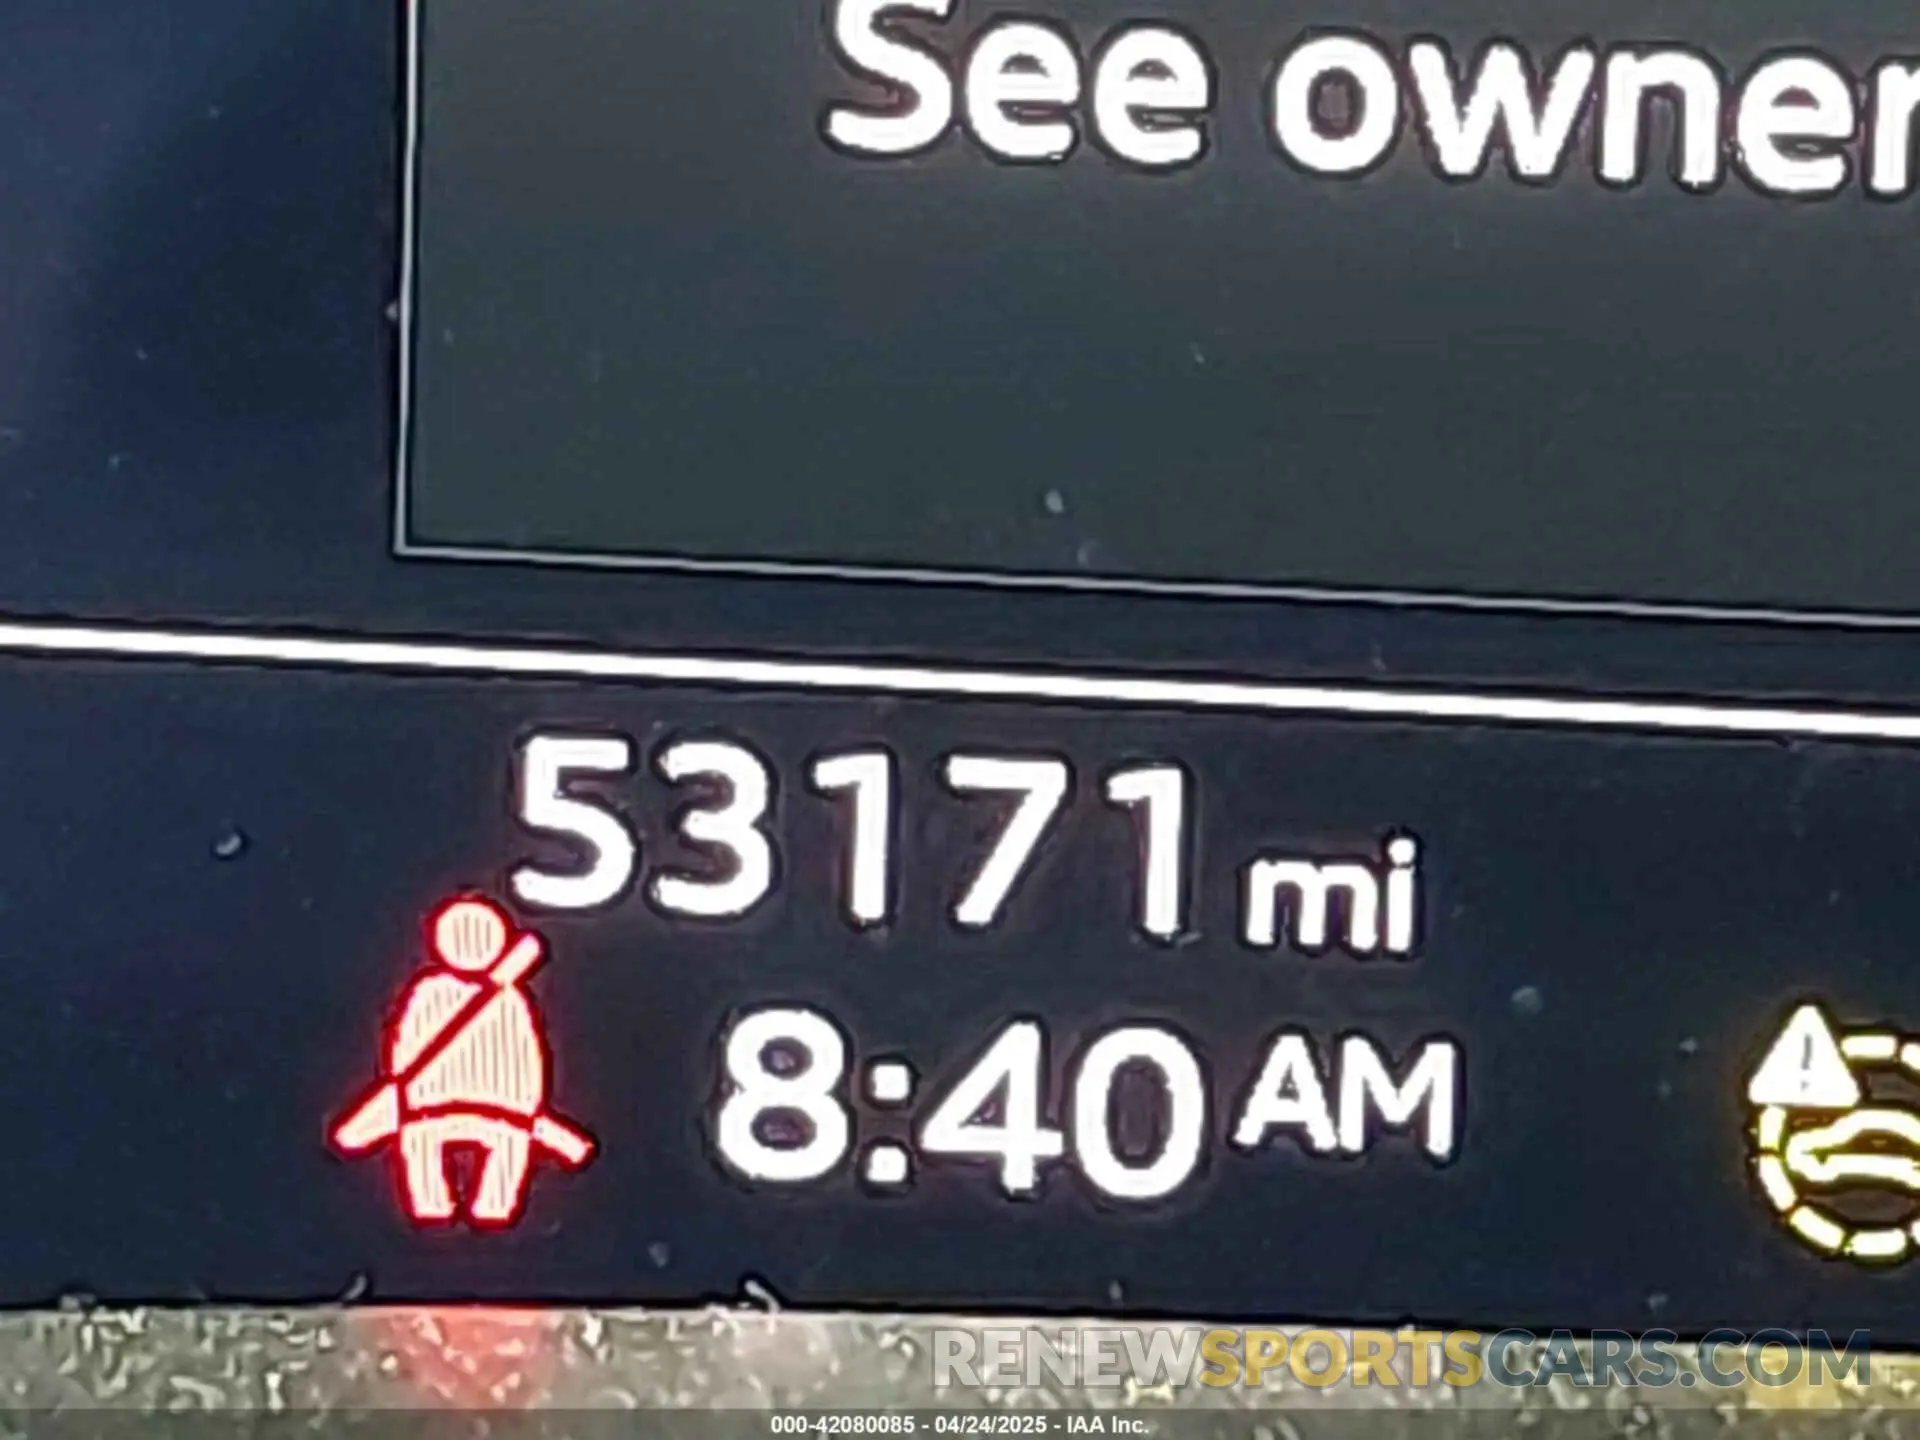 See owner
53171 mi
8:40 AM
RENEWSPORTSCARS.COM
000-42080085 - 04/24/2025 - IAA Inc.